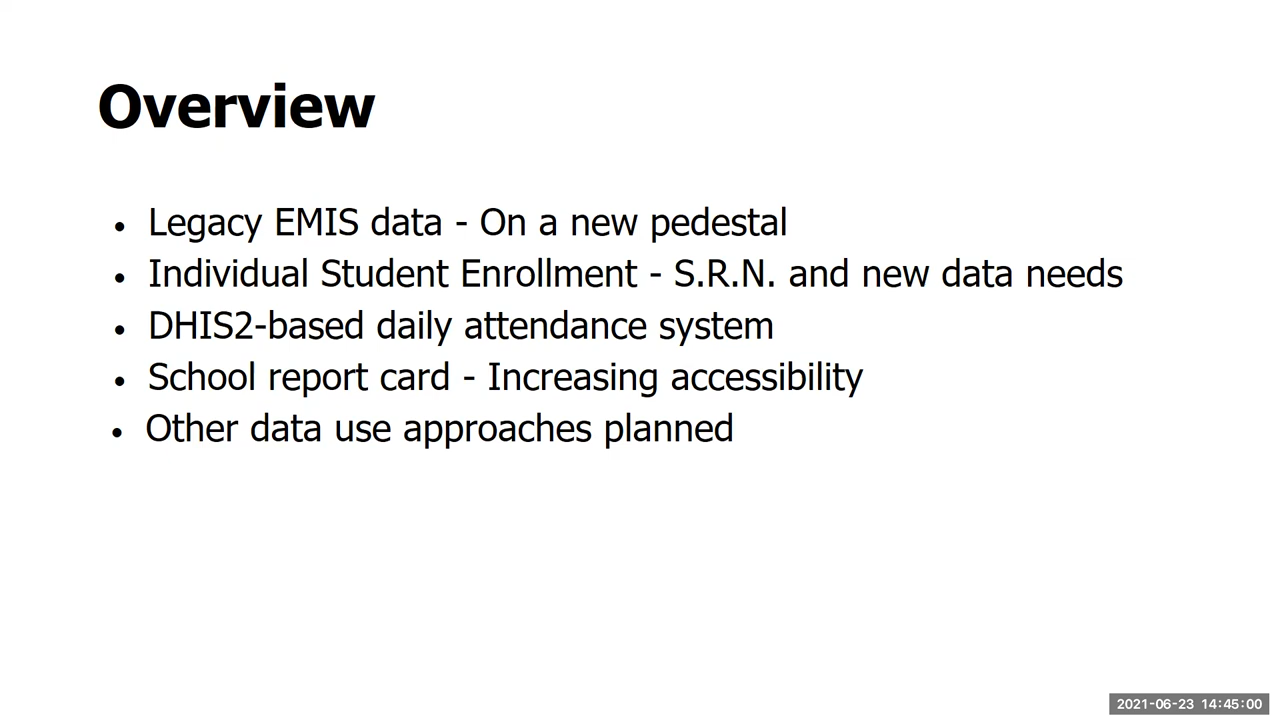 Overview
• Legacy EMIS data - On a new pedestal
• Individual Student Enrollment - S.R.N. and new data needs
• DHIS2-based daily attendance system
• School report card - Increasing accessibility
• Other data use approaches planned
2021-06-23 14:45:00